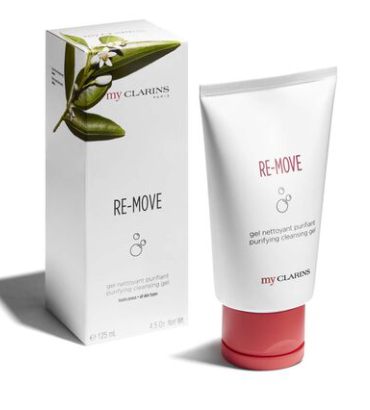 my CLARINS
PARIS
RE-MOVE
gel nettoyant purifiant
purifying cleansing gel
e 125 mL
RE-MOVE
gel nettoyant purifiant
purifying cleansing gel
my CLARINS